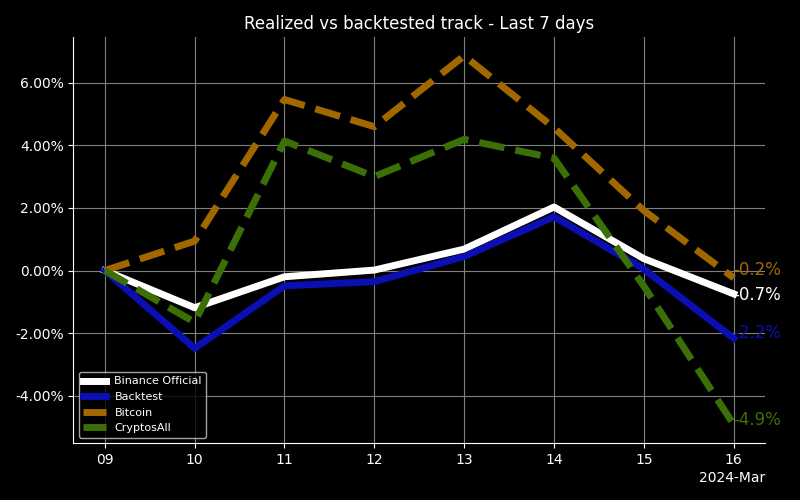 Realized vs backtested track - Last 7 days
6.00%
4.00%
2.00%
0.00%
-2.00%
-4.00%
-0.2%
-0.7%
-2.2%
-4.9%
Binance Official
Backtest
Bitcoin
CryptosAll
09 10 11 12 13 14 15 16
2024-Mar